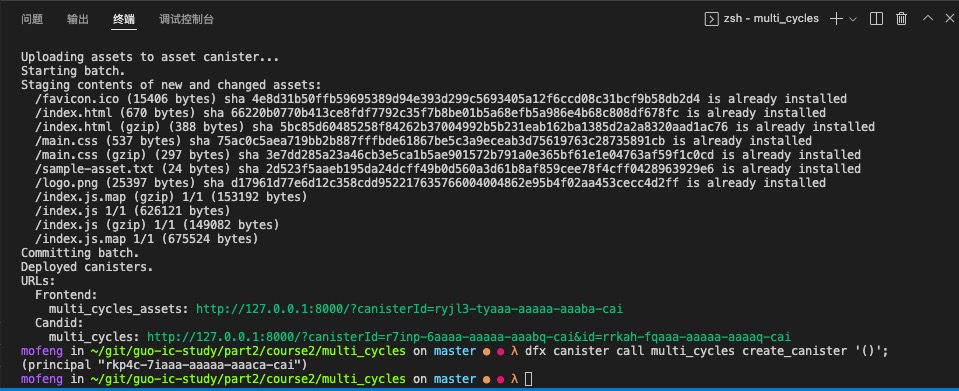 问题 输出 终端 调试控制台 zsh - multi_cycles
Uploading assets to asset canister...
Starting batch.
Staging contents of new and changed assets:
/favicon.ico (15406 bytes) sha 4e8d31b50ffb59695389d94e393d299c5693405a12f6ccd08c31bcf9b58db2d4 is already installed
/index.html (670 bytes) sha 66220b0770b413ce8fdf7792c35f7b8be01b5a68efb5a986e4b68c808df678fc is already installed
/index.html (gzip) (388 bytes) sha 5bc85d60485258f84262b37004992b5b231eab162ba1385d2a2a8320aad1ac76 is already installed
/main.css (537 bytes) sha 75ac0c5aea719bb2b887fffbde61867be5c3a9eceab3d75619763c28735891cb is already installed
/main.css (gzip) (297 bytes) sha 3e7dd285a23a46cb3e5ca1b5ae901572b791a0e365bf61e1e04763af59f1c0cd is already installed
/sample-asset.txt (24 bytes) sha 2d523f5aaeb195da24dcff49b0d560a3d61b8af859cee78f4cff0428963929e6 is already installed
/logo.png (25397 bytes) sha d17961d77e6d12c358cdd952217635766004004862e95b4f02aa453cecc4d2ff is already installed
/index.js.map (gzip) 1/1 (153192 bytes)
/index.js 1/1 (626121 bytes)
/index.js (gzip) 1/1 (149082 bytes)
/index.js.map 1/1 (675524 bytes)
Committing batch.
Deployed canisters.
URLs:
Frontend:
multi_cycles_assets: http://127.0.0.1:8000/?canisterId=ryjl3-tyaaa-aaaaa-aaaba-cai
Candid:
multi_cycles: http://127.0.0.1:8000/?canisterId=r7inp-6aaaa-aaaaa-aaabq-cai&id=rrkah-fqaaa-aaaaa-aaaaq-cai
mofeng in ~/git/guo-ic-study/part2/course2/multi_cycles on master ● ● λ dfx canister call multi_cycles create_canister '()';
(principal "rkp4c-7iaaa-aaaaa-aaaca-cai")
mofeng in ~/git/guo-ic-study/part2/course2/multi_cycles on master ● ● λ